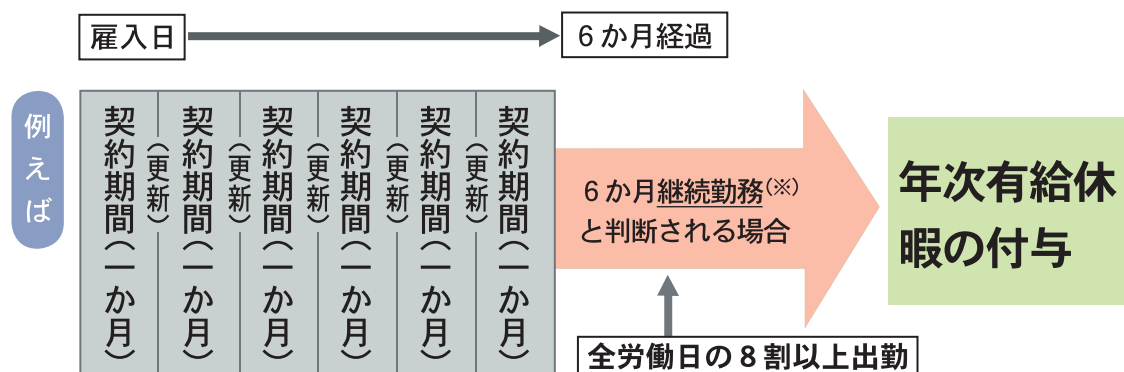 雇入日
６か月経過
例えば
契約期間（一か月）
（更新）
契約期間（一か月）
（更新）
契約期間（一か月）
（更新）
契約期間（一か月）
（更新）
契約期間（一か月）
（更新）
契約期間（一か月）
６か月継続勤務（※）
と判断される場合
全労働日の８割以上出勤
年次有給休
暇の付与